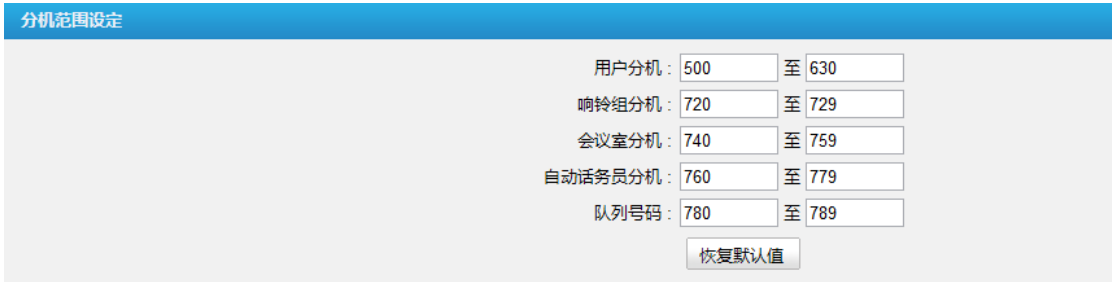 分机范围设定
用户分机 : 500 至 630
响铃组分机 : 720 至 729
会议室分机 : 740 至 759
自动话务员分机 : 760 至 779
队列号码 : 780 至 789
恢复默认值